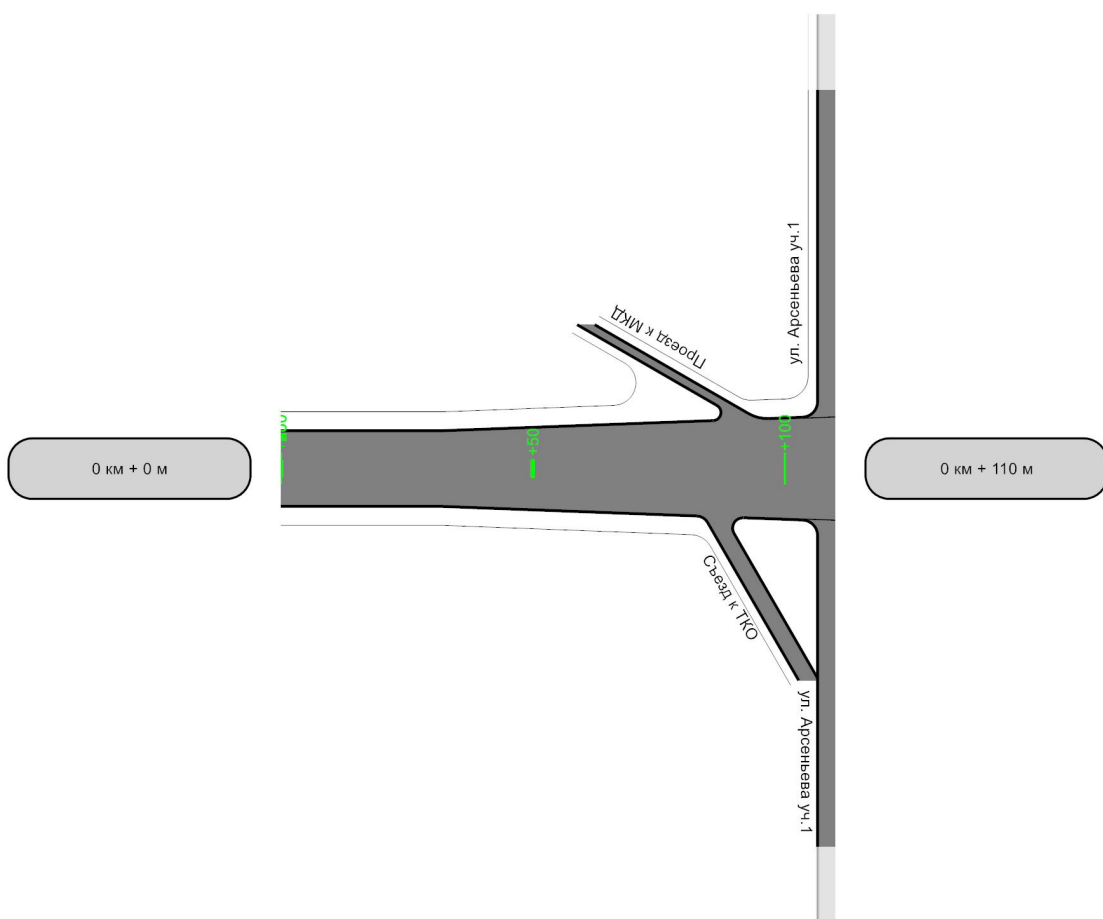 ул. Арсеньева уч.1
Проезд к МКД
0 км + 0 м
+50
+100
0 км + 110 м
Съезд к ТКО
ул. Арсеньева уч.1